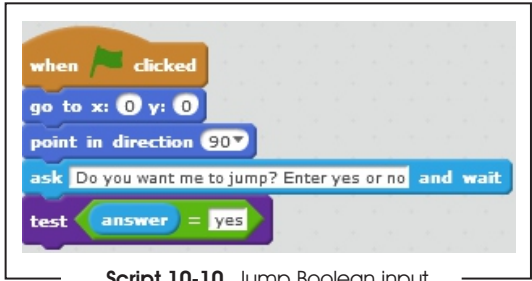 when clicked
go to x: 0 y: 0
point in direction 90
ask Do you want me to jump? Enter yes or no and wait
test answer = yes
Script 10-10 Jump Boolean input